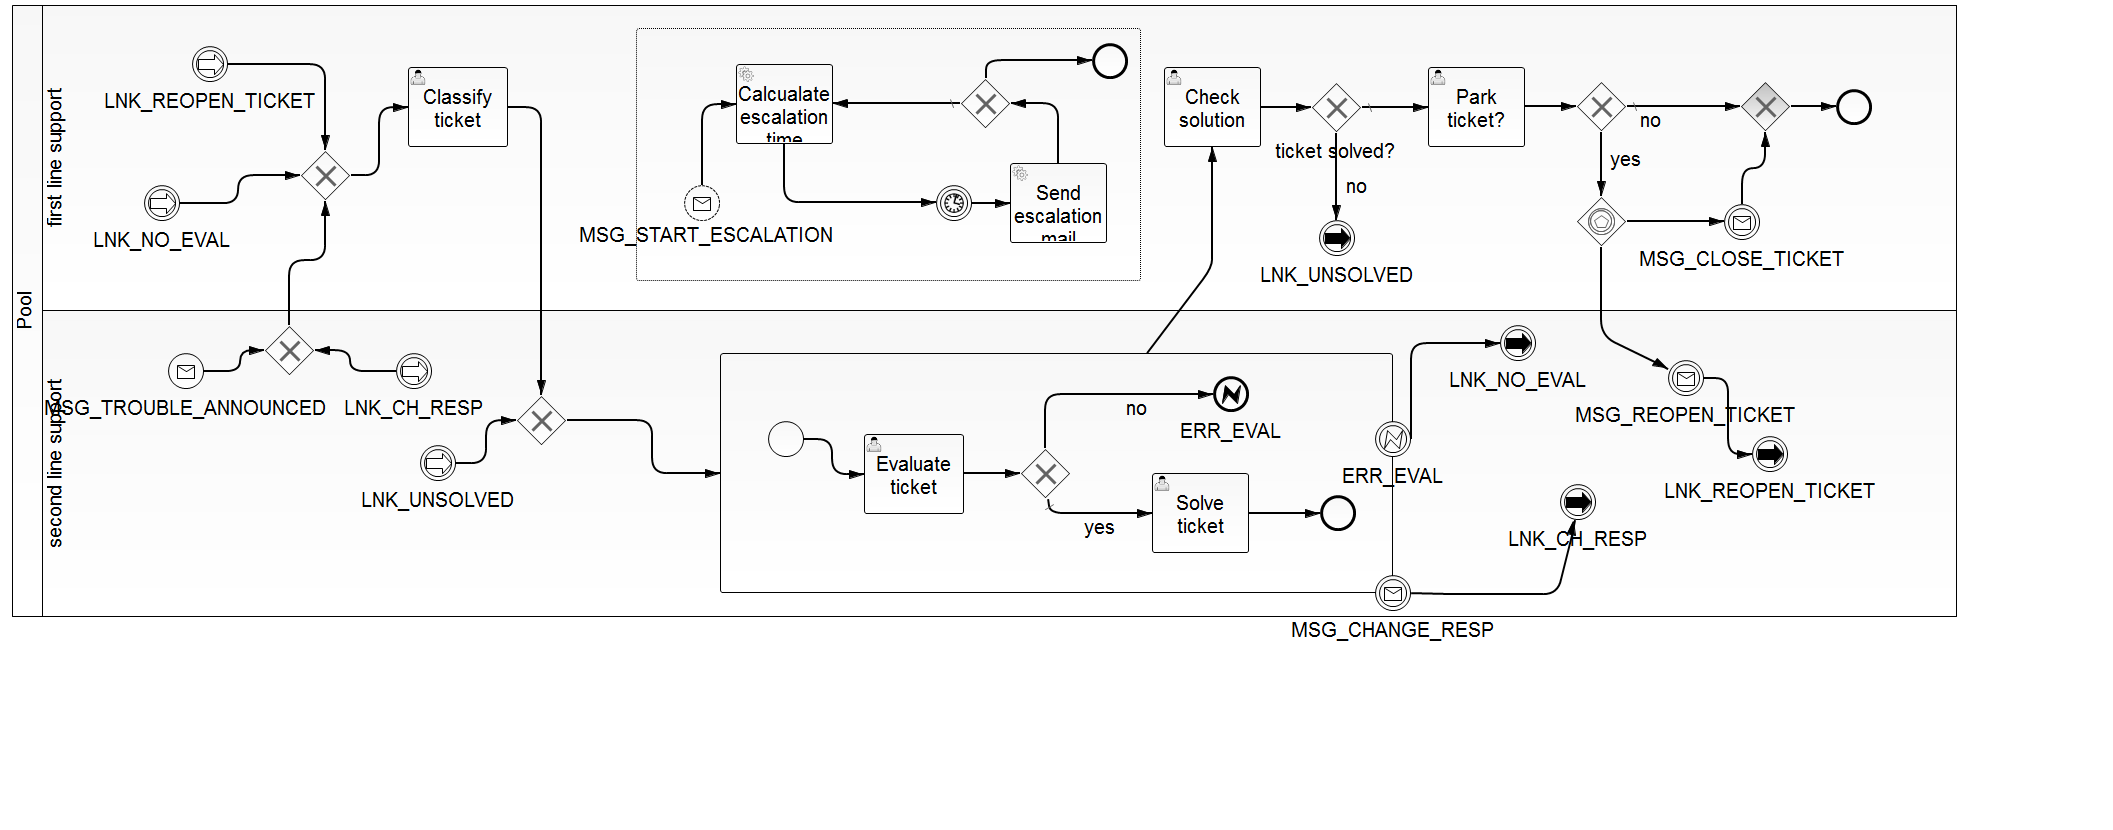 Pool
first line support
LNK_REOPEN_TICKET
LNK_NO_EVAL
Classify
ticket
Calcualate
escalation
time
MSG_START_ESCALATION
Send
escalation
mail
Check
solution
ticket solved?
no
LNK_UNSOLVED
Park
ticket?
no
yes
MSG_CLOSE_TICKET
second line support
MSG_TROUBLE_ANNOUNCED
LNK_CH_RESP
LNK_UNSOLVED
Evaluate
ticket
no
ERR_EVAL
yes
Solve
ticket
ERR_EVAL
MSG_CHANGE_RESP
LNK_NO_EVAL
MSG_REOPEN_TICKET
LNK_REOPEN_TICKET
LNK_CH_RESP